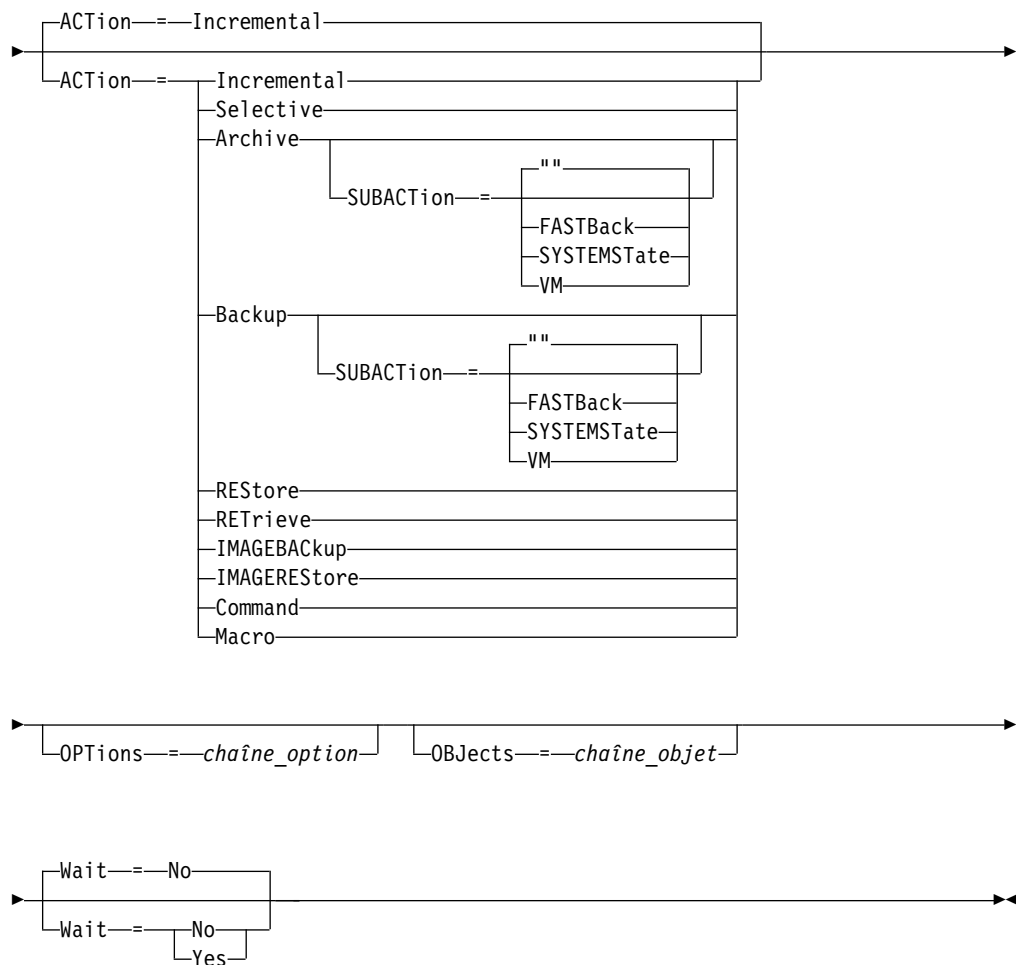 ACTion = Incremental
ACTion = Incremental
Selective
Archive
""
SUBACTion =
FASTBack
SYSTEMSTate
VM
Backup
""
SUBACTion =
FASTBack
SYSTEMSTate
VM
REStore
RETrieve
IMAGEBACkup
IMAGEREStore
Command
Macro
OPTions = chaîne_option OBJects = chaîne_objet
Wait = No
Wait = No
Yes